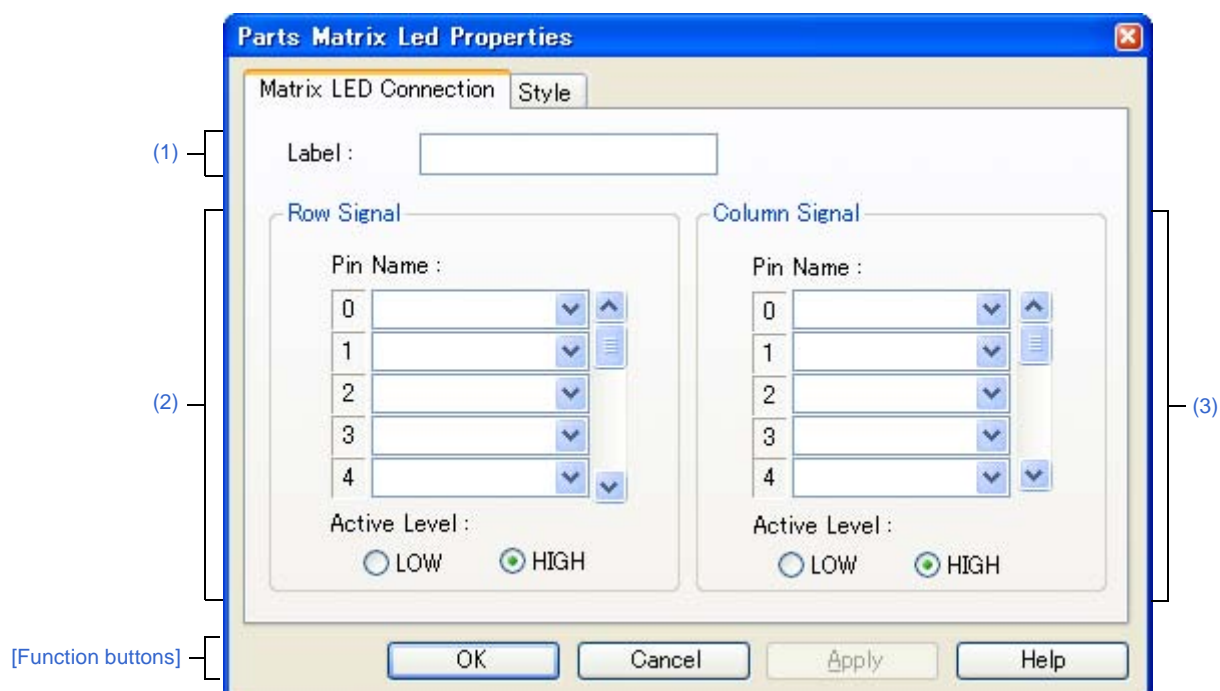 Parts Matrix Led Properties
Matrix LED Connection
Style
(1)
Label :
(2)
Row Signal
Pin Name :
0
1
2
3
4
Active Level :
LOW
HIGH
Column Signal
Pin Name :
0
1
2
3
4
Active Level :
LOW
HIGH
(3)
[Function buttons]
OK
Cancel
Apply
Help